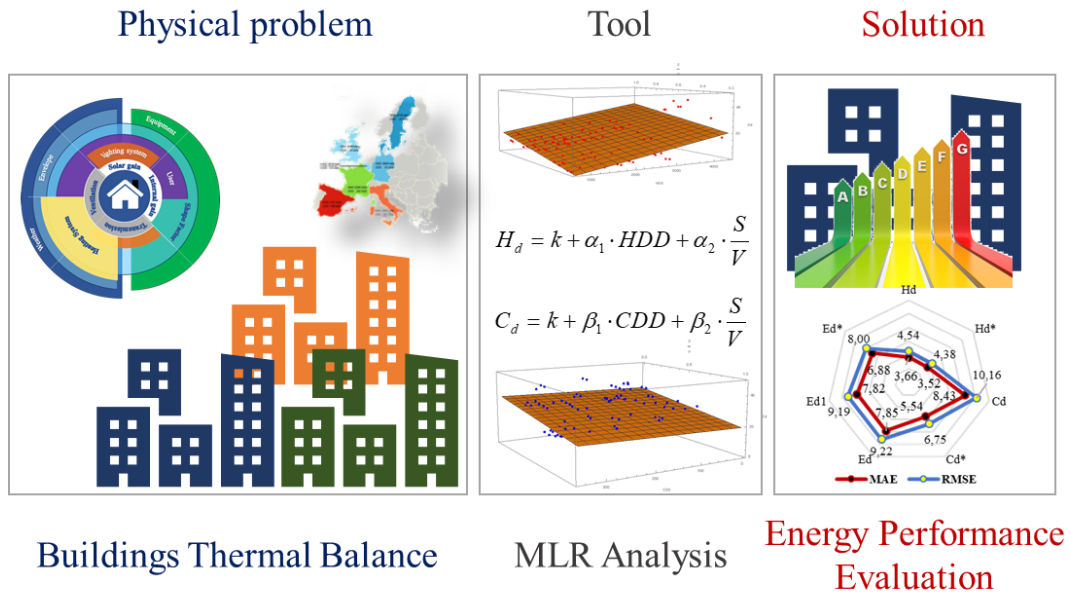 Physical problem
Tool
Solution
Equipment
Envelope
Lighting system
Solar gain
User
Internal gain
Ventilation
Transmission
Shape Factor
Heating System
Weather
H_d = k + α_1 · HDD + α_2 · S/V
C_d = k + β_1 · CDD + β_2 · S/V
A
B
C
D
E
F
G
Hd
Ed*
Hd*
8,00
4,54
4,38
6,88
3,66
3,52
10,16
7,82
8,43
Ed1
Cd
9,19
7,85
5,54
9,22
6,75
Ed
Cd*
MAE
RMSE
Buildings Thermal Balance
MLR Analysis
Energy Performance
Evaluation